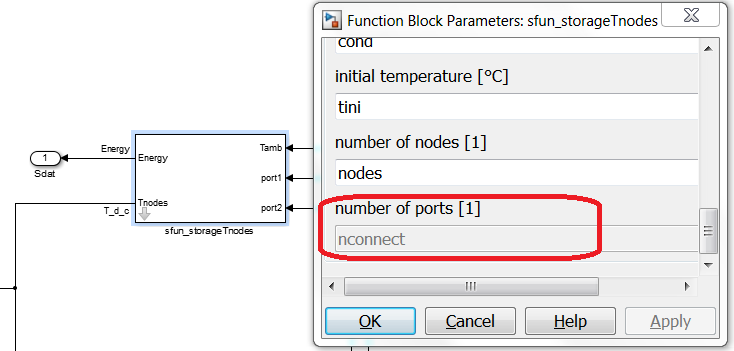 Function Block Parameters: sfun_storageTnodes
cond
initial temperature [°C]
tini
number of nodes [1]
nodes
number of ports [1]
nconnect
OK
Cancel
Help
Apply
Energy
1
Sdat
Energy
Tamb
port1
Tnodes
port2
T_d_c
sfun_storageTnodes